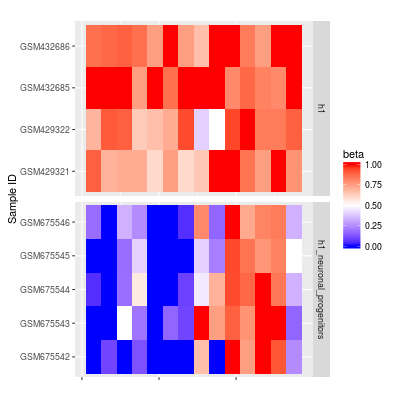 Sample ID
GSM432686
GSM432685
GSM429322
GSM429321
h1
GSM675546
GSM675545
GSM675544
GSM675543
GSM675542
h1_neuronal_progenitors
beta
1.00
0.75
0.50
0.25
0.00